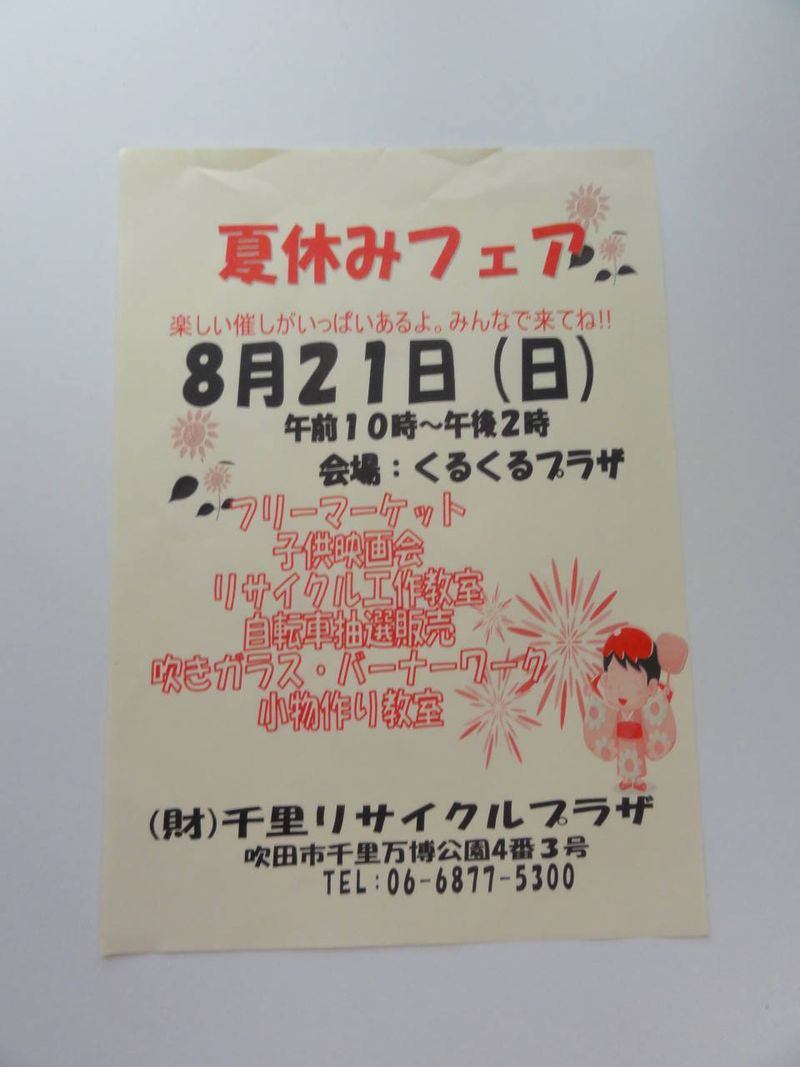 夏休みフェア
楽しい催しがいっぱいあるよ。みんなで来てね!!
8月21日(日)
午前10時～午後2時
会場：くるくるプラザ
フリーマーケット
子供映画会
リサイクル工作教室
自転車抽選販売
吹きガラス・バーナーワーク
小物作り教室
(財)千里リサイクルプラザ
吹田市千里万博公園4番3号
TEL:06-6877-5300